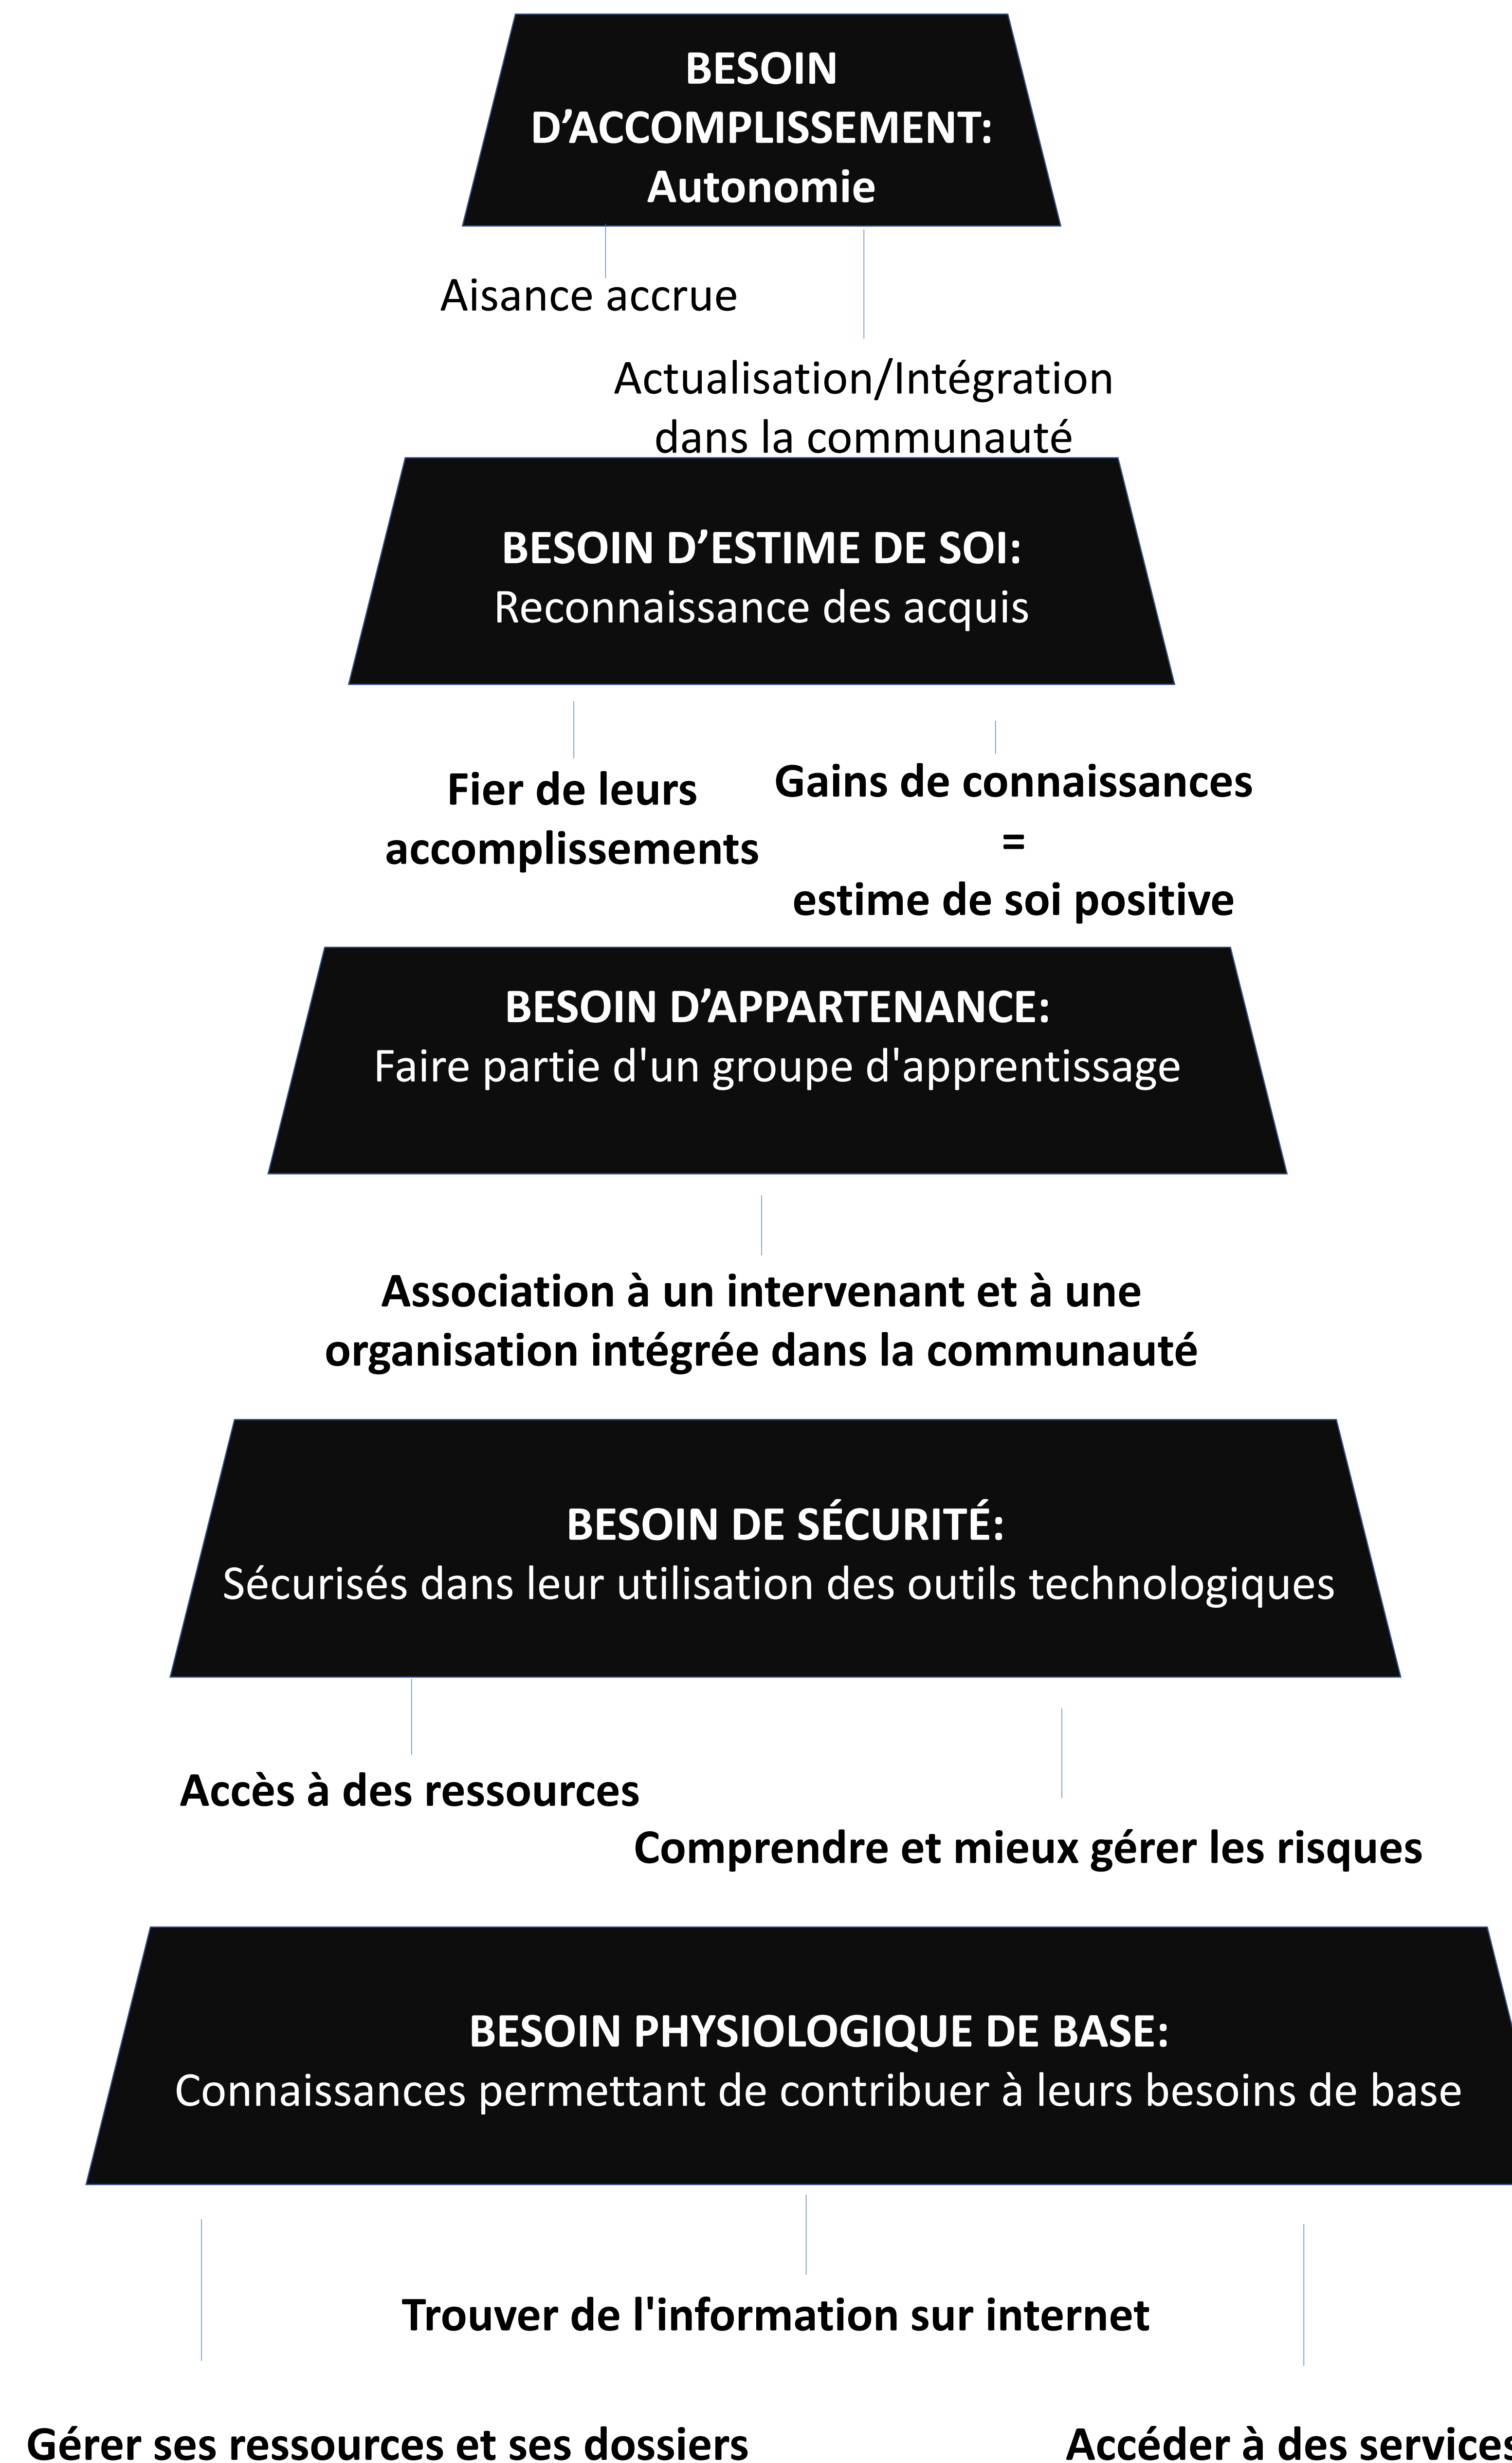 BESOIN
D’ACCOMPLISSEMENT:
Autonomie
Aisance accrue
Actualisation/Intégration
dans la communauté
BESOIN D’ESTIME DE SOI:
Reconnaissance des acquis
Fier de leurs
accomplissements
Gains de connaissances
=
estime de soi positive
BESOIN D’APPARTENANCE:
Faire partie d'un groupe d'apprentissage
Association à un intervenant et à une
organisation intégrée dans la communauté
BESOIN DE SÉCURITÉ:
Sécurisés dans leur utilisation des outils technologiques
Accès à des ressources
Comprendre et mieux gérer les risques
BESOIN PHYSIOLOGIQUE DE BASE:
Connaissances permettant de contribuer à leurs besoins de base
Trouver de l'information sur internet
Gérer ses ressources et ses dossiers
Accéder à des services